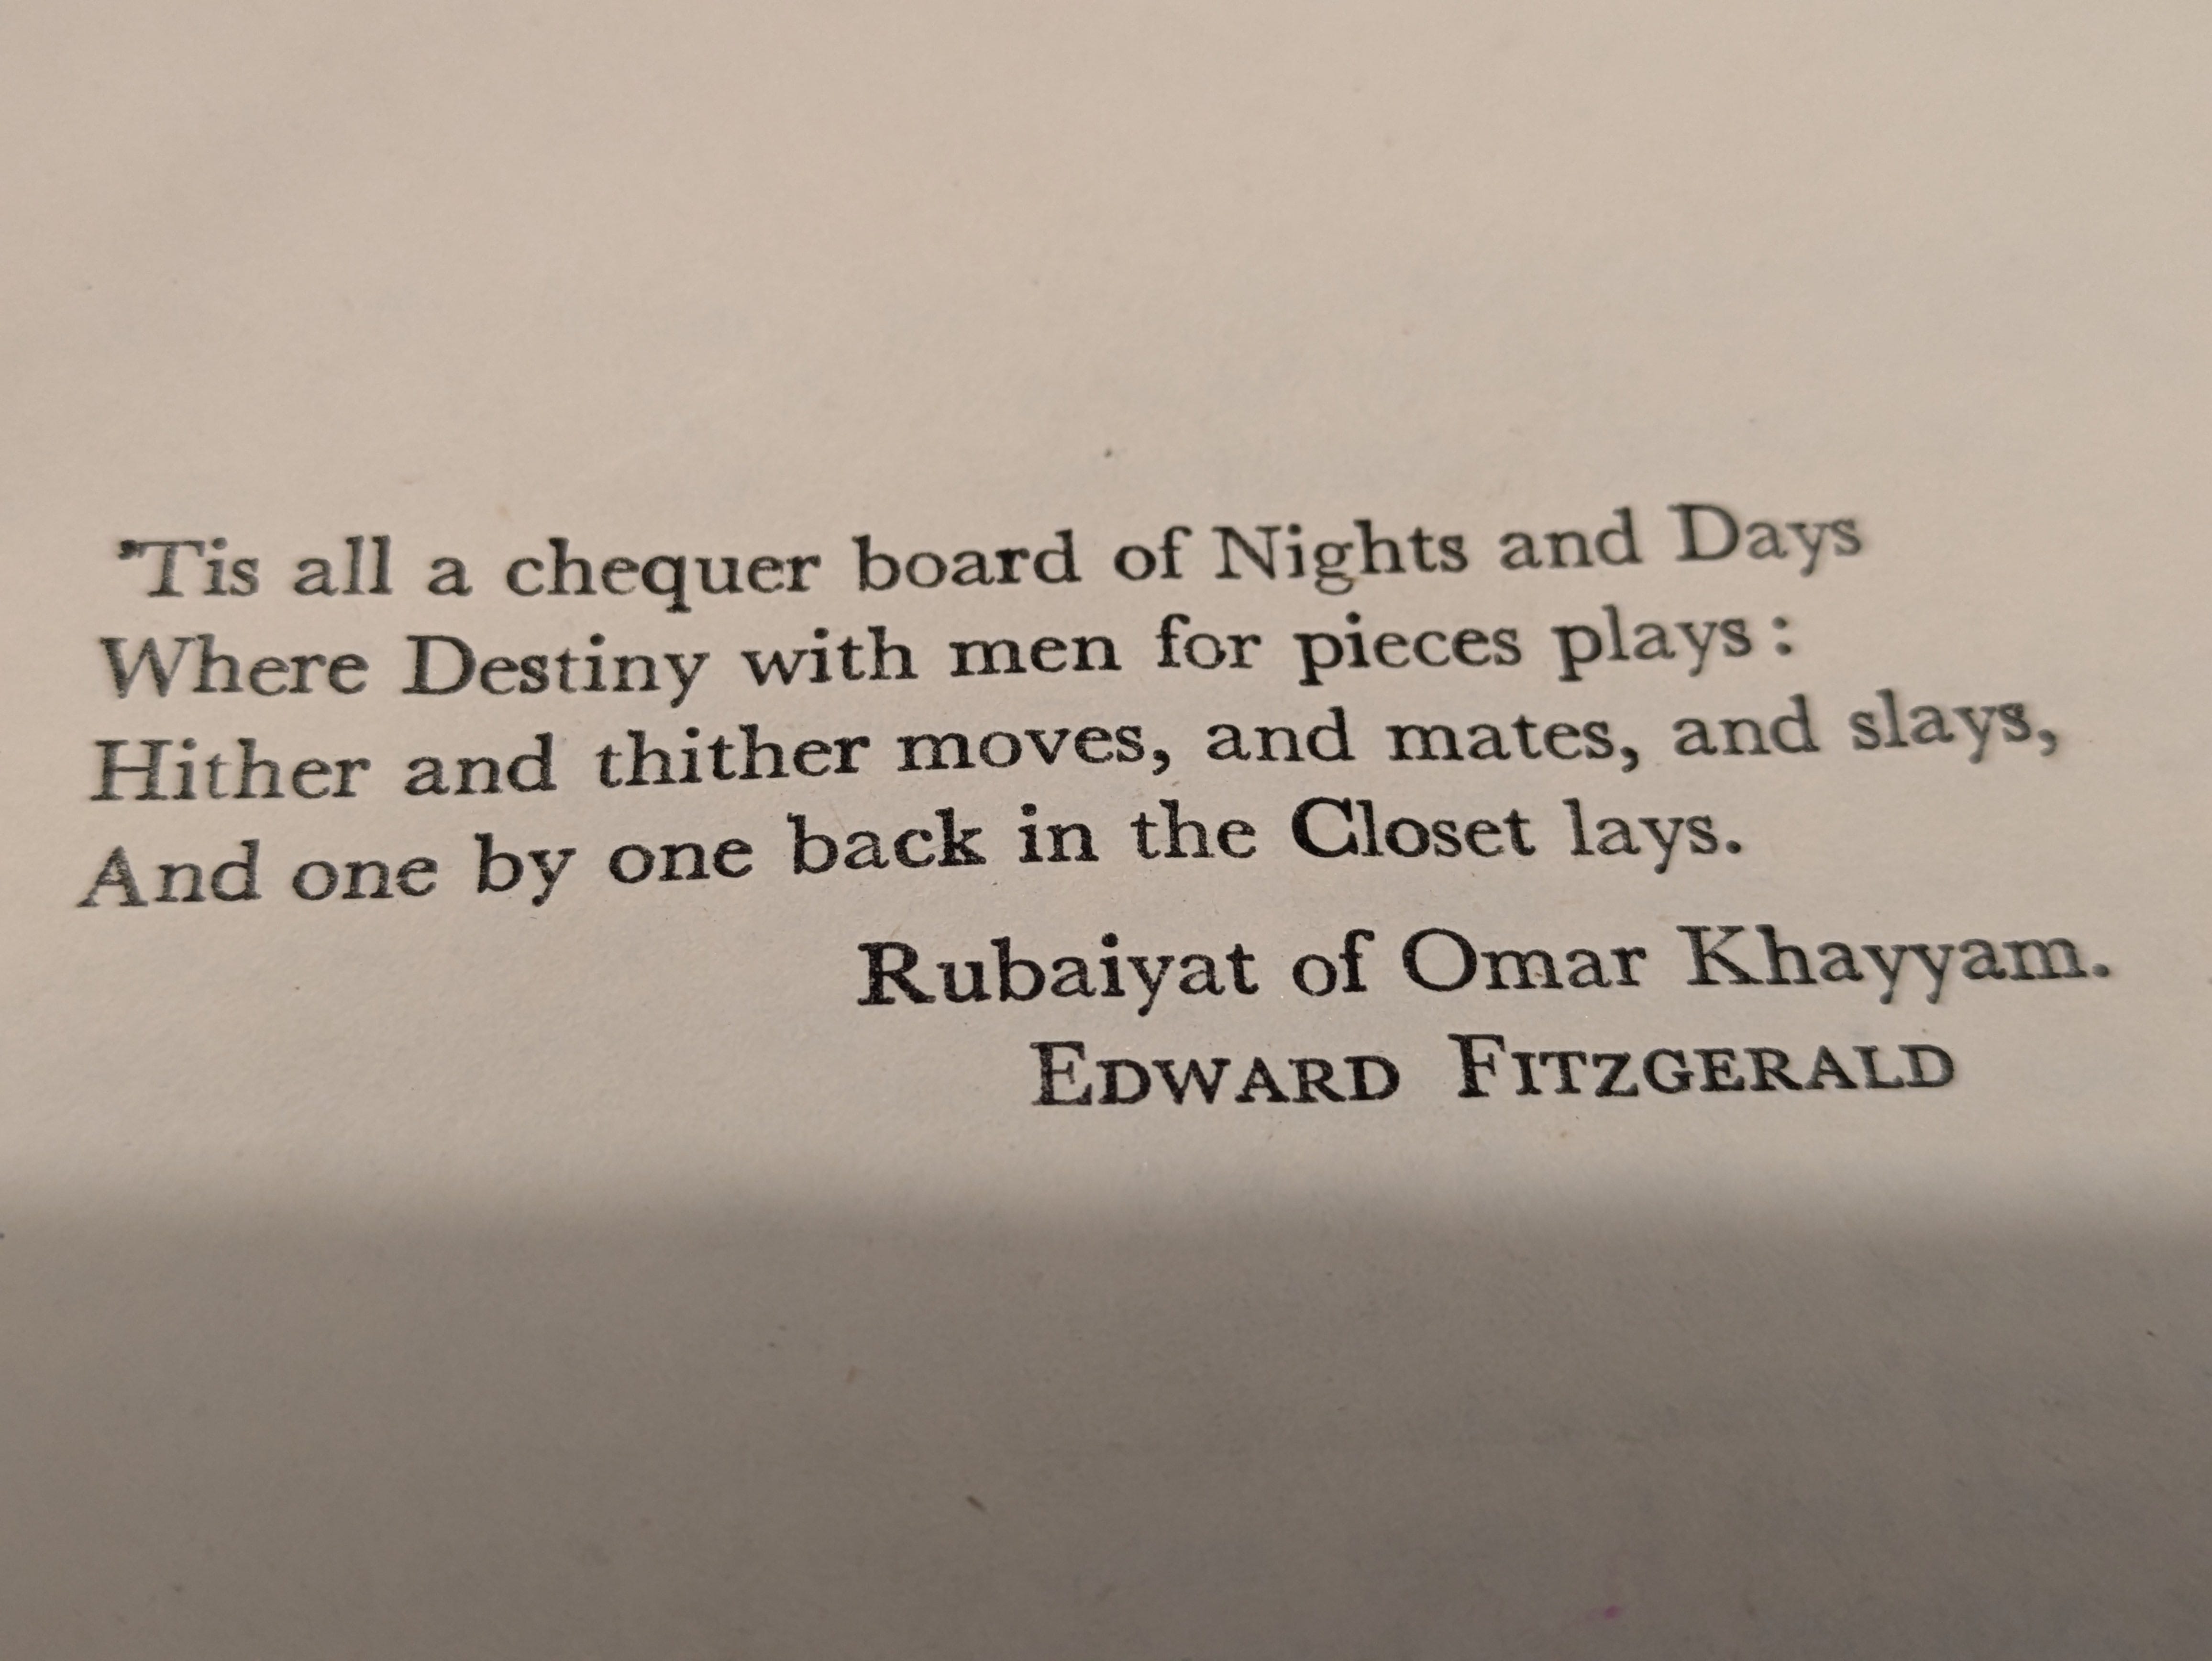 'Tis all a chequer board of Nights and Days
Where Destiny with men for pieces plays:
Hither and thither moves, and mates, and slays,
And one by one back in the Closet lays.
Rubaiyat of Omar Khayyam.
EDWARD FITZGERALD